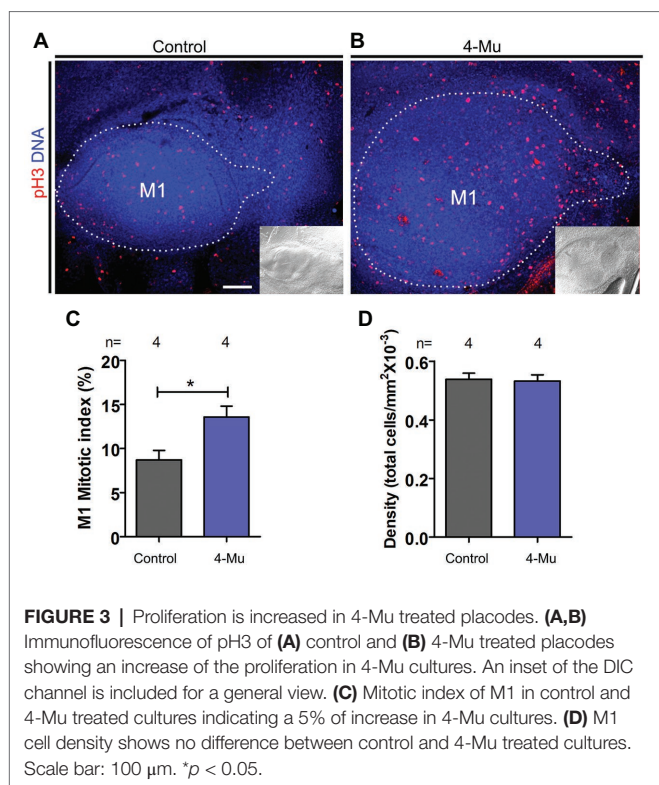 A
Control
B
4-Mu
pH3 DNA
M1
M1
C
D
n= 4 4
n= 4 4
M1 Mitotic index (%)
20
15
10
5
0
*
Control
4-Mu
Density (total cells/mm²X10⁻³)
0.6
0.4
0.2
0.0
Control
4-Mu
FIGURE 3 | Proliferation is increased in 4-Mu treated placodes. (A,B)
Immunofluorescence of pH3 of (A) control and (B) 4-Mu treated placodes
showing an increase of the proliferation in 4-Mu cultures. An inset of the DIC
channel is included for a general view. (C) Mitotic index of M1 in control and
4-Mu treated cultures indicating a 5% of increase in 4-Mu cultures. (D) M1
cell density shows no difference between control and 4-Mu treated cultures.
Scale bar: 100 μm. *p < 0.05.